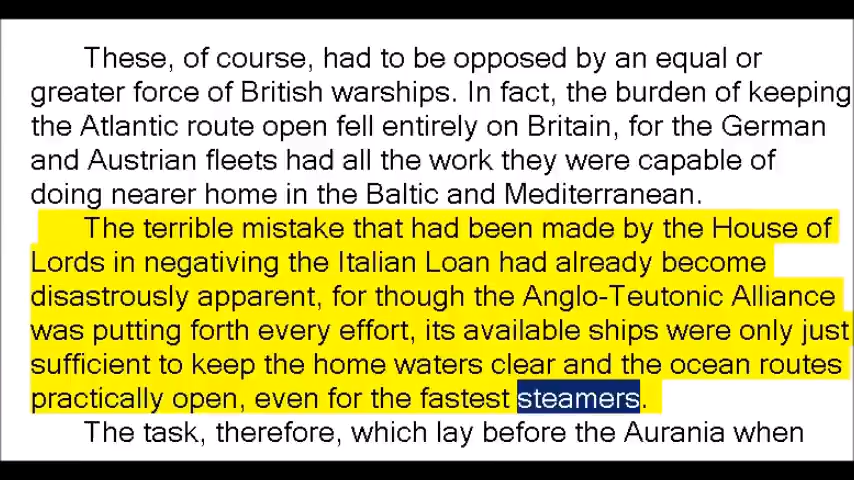 These, of course, had to be opposed by an equal or
greater force of British warships. In fact, the burden of keeping
the Atlantic route open fell entirely on Britain, for the German
and Austrian fleets had all the work they were capable of
doing nearer home in the Baltic and Mediterranean.
The terrible mistake that had been made by the House of
Lords in negativing the Italian Loan had already become
disastrously apparent, for though the Anglo-Teutonic Alliance
was putting forth every effort, its available ships were only just
sufficient to keep the home waters clear and the ocean routes
practically open, even for the fastest steamers.
The task, therefore, which lay before the Aurania when